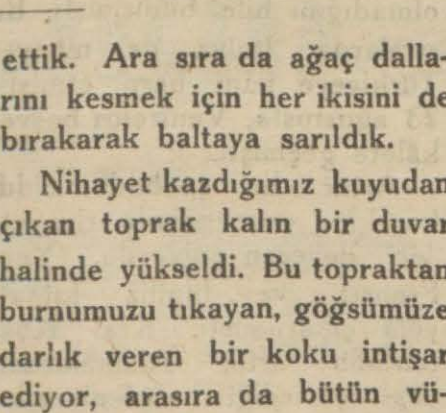 ettik. Ara sıra da ağaç dalla-
rını kesmek için her ikisini de
bırakarak baltaya sarıldık.
Nihayet kazdığımız kuyudan
çıkan toprak kalın bir duvar
halinde yükseldi. Bu topraktan
burnumuzu tıkayan, göğsümüze
darlık veren bir koku intişar
ediyor, arasıra da bütün vü-